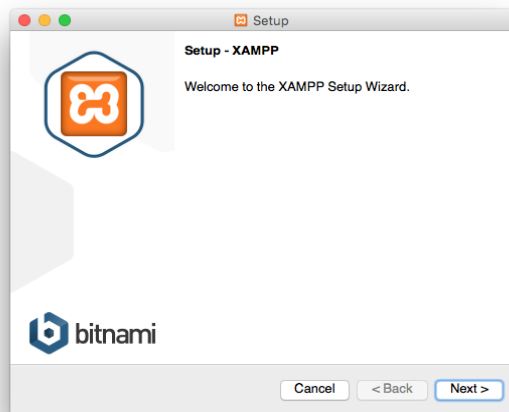 Setup
Setup - XAMPP
Welcome to the XAMPP Setup Wizard.
bitnami
Cancel
< Back
Next >